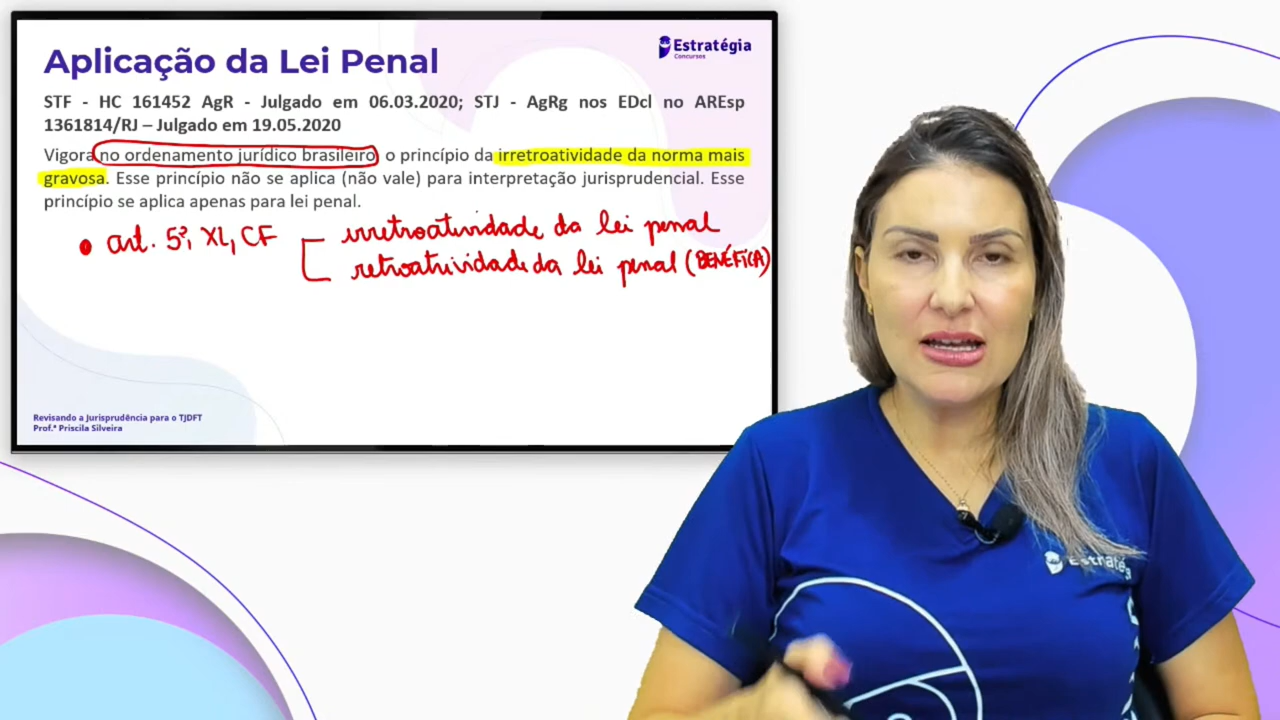 Aplicação da Lei Penal
Estratégia
Concursos
STF - HC 161452 AgR - Julgado em 06.03.2020; STJ - AgRg nos EDcl no AREsp
1361814/RJ – Julgado em 19.05.2020
Vigora no ordenamento jurídico brasileiro o princípio da irretroatividade da norma mais
gravosa. Esse princípio não se aplica (não vale) para interpretação jurisprudencial. Esse
princípio se aplica apenas para lei penal.
• art. 5º, XL, CF
irretroatividade da lei penal
retroatividade da lei penal (BENÉFICA)
Revisando a Jurisprudência para o TJDFT
Prof.ª Priscila Silveira
Estratég